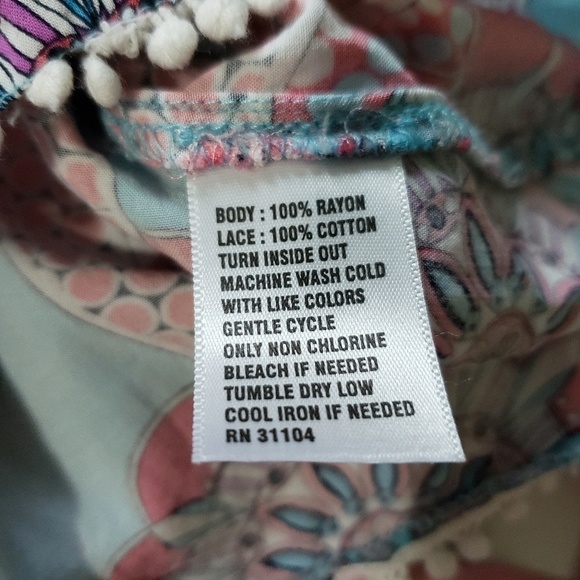 BODY : 100% RAYON
LACE : 100% COTTON
TURN INSIDE OUT
MACHINE WASH COLD
WITH LIKE COLORS
GENTLE CYCLE
ONLY NON CHLORINE
BLEACH IF NEEDED
TUMBLE DRY LOW
COOL IRON IF NEEDED
RN 31104